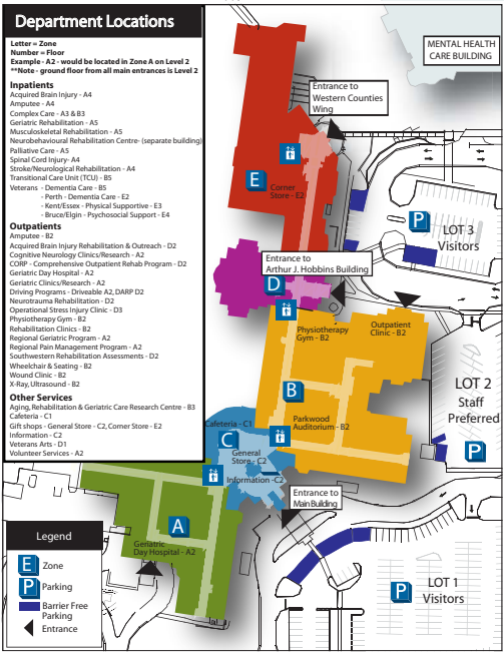 Department Locations
Letter = Zone
Number = Floor
Example - A2 - would be located in Zone A on Level 2
**Note - ground floor from all main entrances is Level 2
Inpatients
Acquired Brain Injury - A4
Amputee - A4
Complex Care - A3 & B3
Geriatric Rehabilitation - A5
Musculoskeletal Rehabilitation - A5
Neurobehavioural Rehabilitation Centre- (separate building)
Palliative Care - A5
Spinal Cord Injury- A4
Stroke/Neurological Rehabilitation - A4
Transitional Care Unit (TCU) - B5
Veterans - Dementia Care - B5
- Perth - Dementia Care - E2
- Kent/Essex - Physical Supportive - E3
- Bruce/Elgin - Psychosocial Support - E4
Outpatients
Amputee - B2
Acquired Brain Injury Rehabilitation & Outreach - D2
Cognitive Neurology Clinics/Research - A2
CORP - Comprehensive Outpatient Rehab Program - D2
Geriatric Day Hospital - A2
Geriatric Clinics/Research - A2
Driving Programs - Driveable A2, DARP D2
Neurotrauma Rehabilitation - D2
Operational Stress Injury Clinic - D3
Physiotherapy Gym - B2
Rehabilitation Clinics - B2
Regional Geriatric Program - A2
Regional Pain Management Program - A2
Southwestern Rehabilitation Assessments - D2
Wheelchair & Seating - B2
Wound Clinic - B2
X-Ray, Ultrasound - B2
Other Services
Aging, Rehabilitation & Geriatric Care Research Centre - B3
Cafeteria - C1
Gift shops - General Store - C2, Corner Store - E2
Information - C2
Veterans Arts - D1
Volunteer Services - A2
MENTAL HEALTH
CARE BUILDING
Entrance to
Western Counties
Wing
E
Corner
Store - E2
P
LOT 3
Visitors
Entrance to
Arthur J. Hobbins Building
D
Physiotherapy
Gym - B2
Outpatient
Clinic - B2
B
LOT 2
Staff
Preferred
P
Parkwood
Auditorium - B2
Cafeteria - C1
C
General
Store - C2
Information - C2
Entrance to
Main Building
A
Geriatric
Day Hospital - A2
P
LOT 1
Visitors
Legend
E Zone
P Parking
Barrier Free
Parking
Entrance